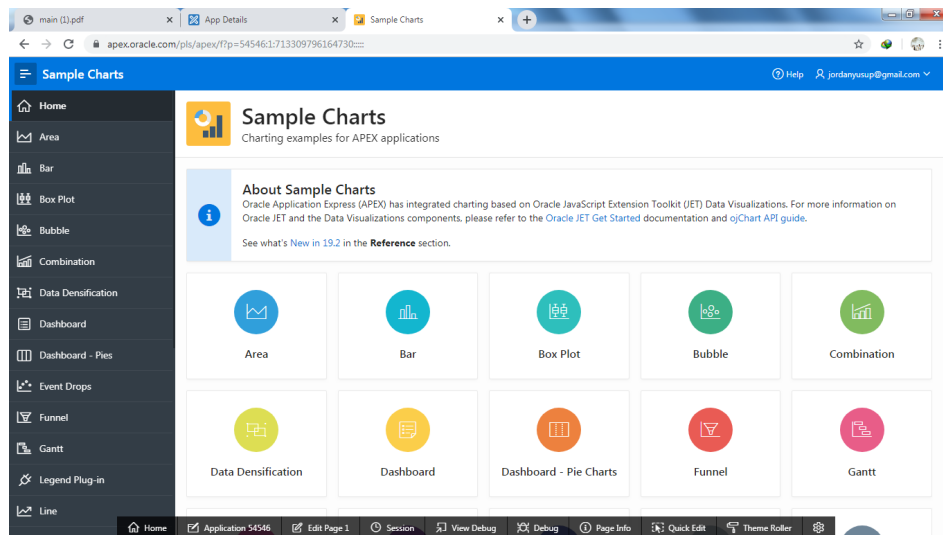 main (1).pdf
App Details
Sample Charts
apex.oracle.com/pls/apex/f?p=54546:1:713309796164730:::::
Sample Charts
Help
jordanyusup@gmail.com
Home
Area
Bar
Box Plot
Bubble
Combination
Data Densification
Dashboard
Dashboard - Pies
Event Drops
Funnel
Gantt
Legend Plug-in
Line
Sample Charts
Charting examples for APEX applications
About Sample Charts
Oracle Application Express (APEX) has integrated charting based on Oracle JavaScript Extension Toolkit (JET) Data Visualizations. For more information on
Oracle JET and the Data Visualizations components, please refer to the Oracle JET Get Started documentation and ojChart API guide.
See what's New in 19.2 in the Reference section.
Area
Bar
Box Plot
Bubble
Combination
Data Densification
Dashboard
Dashboard - Pie Charts
Funnel
Gantt
Home
Application 54546
Edit Page 1
Session
View Debug
Debug
Page Info
Quick Edit
Theme Roller